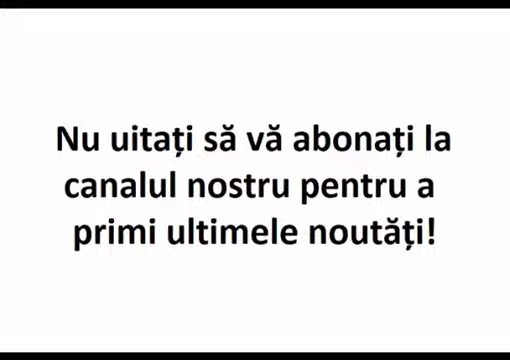 Nu uitați să vă abonați la
canalul nostru pentru a
primi ultimele noutăți!